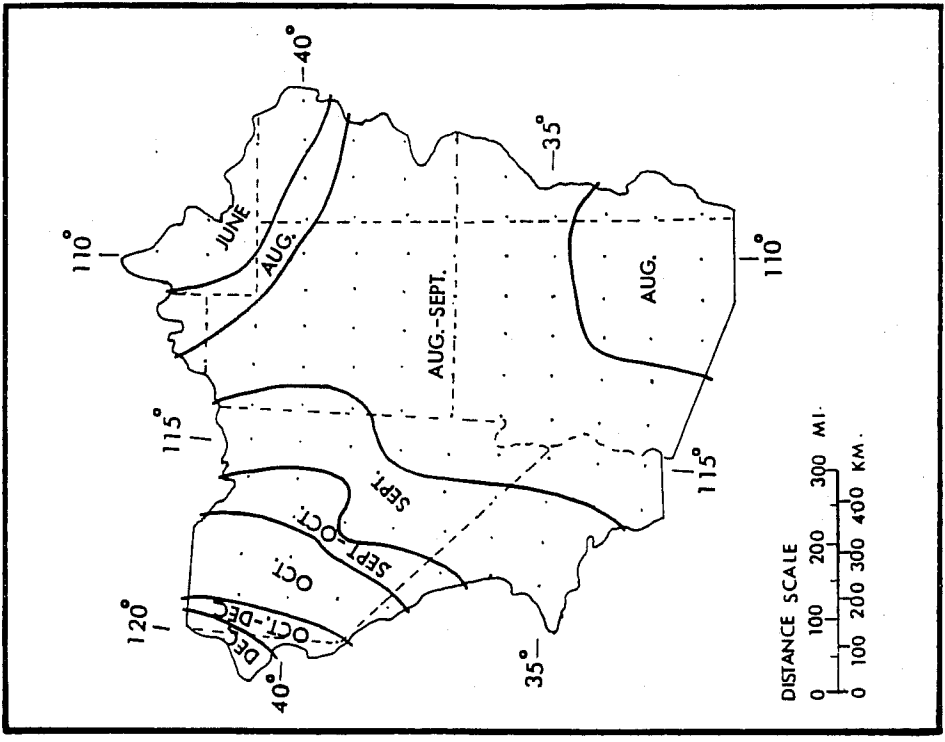 110°
40°
JUNE
AUG.
115°
120°
AUG.-SEPT.
35°
SEPT.
SEPT.-OCT.
OCT.
OCT.-DEC.
DEC.
40°
35°
AUG.
110°
115°
DISTANCE SCALE
0 100 200 300 MI.
0 100 200 300 400 KM.